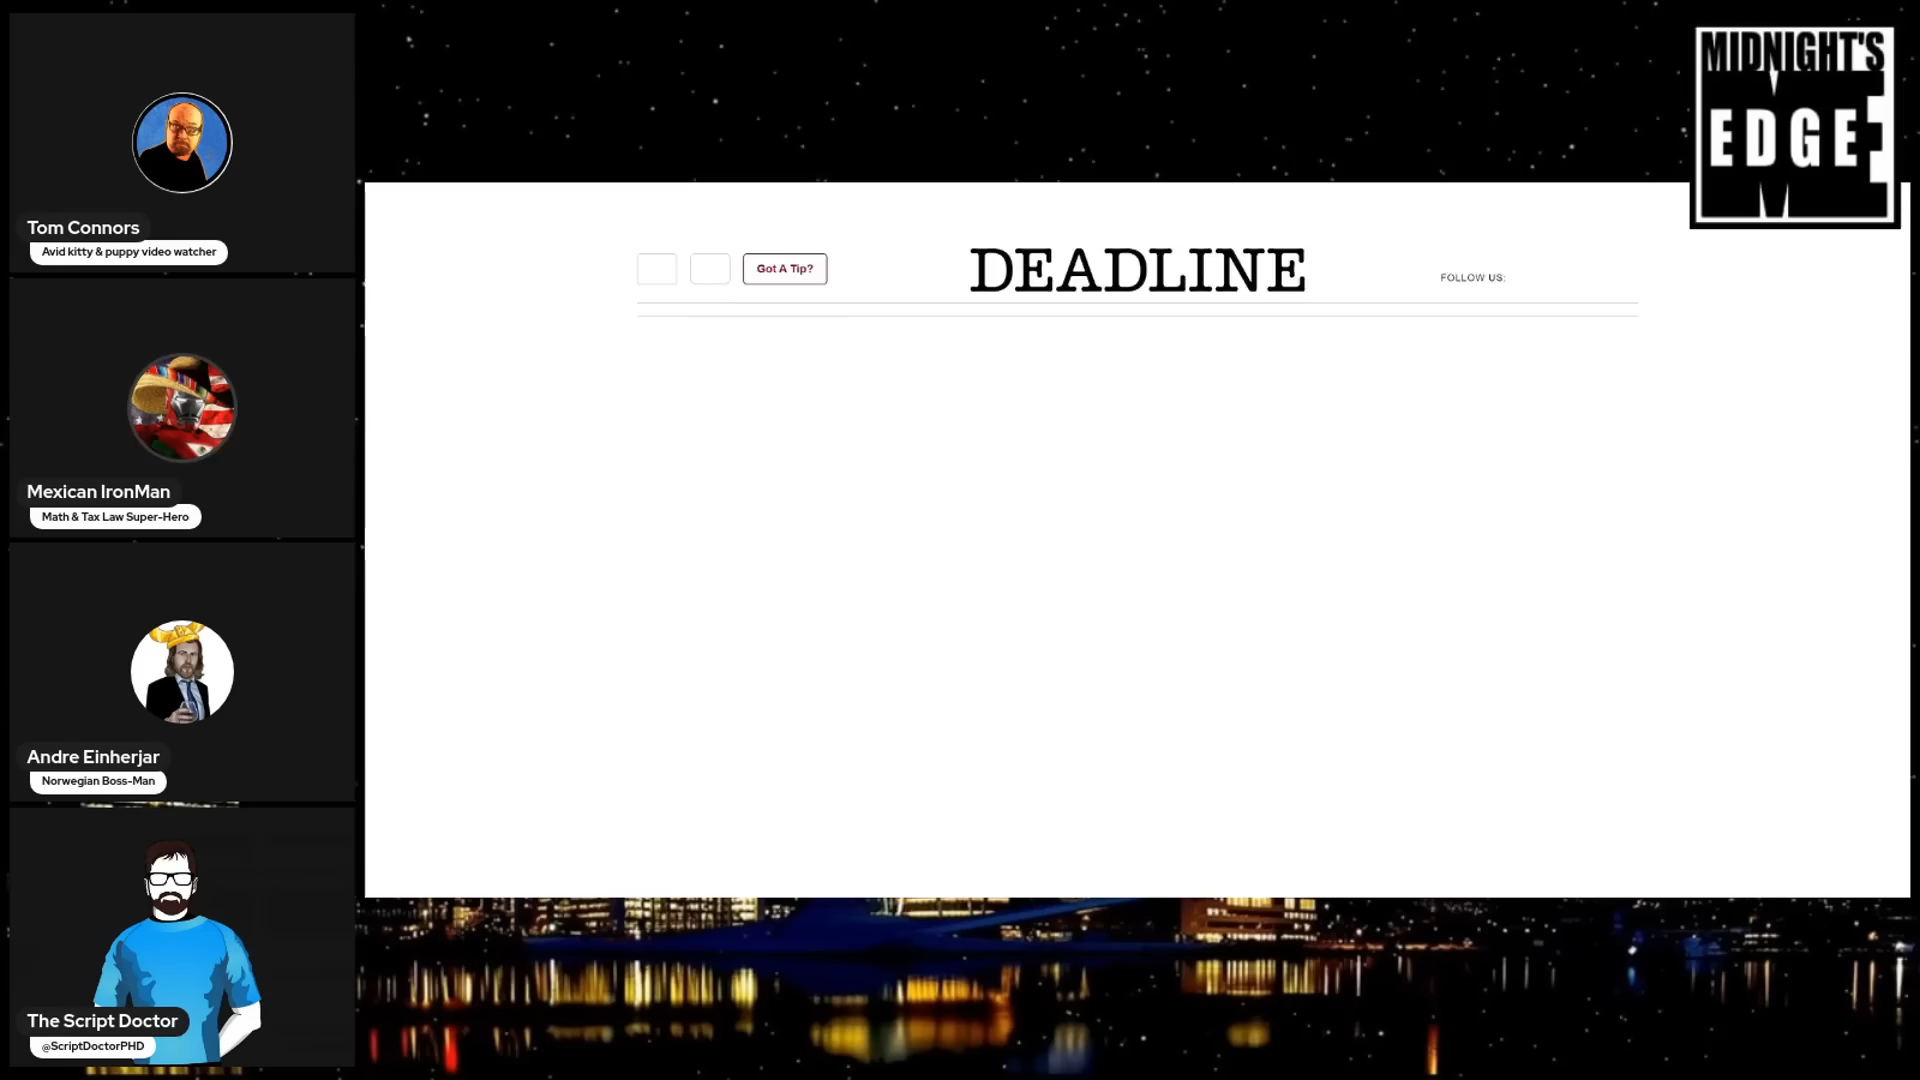 Tom Connors
Avid kitty & puppy video watcher
Mexican IronMan
Math & Tax Law Super-Hero
Andre Einherjar
Norwegian Boss-Man
The Script Doctor
@ScriptDoctorPHD
Got A Tip?
DEADLINE
FOLLOW US:
MIDNIGHT'S
EDGE